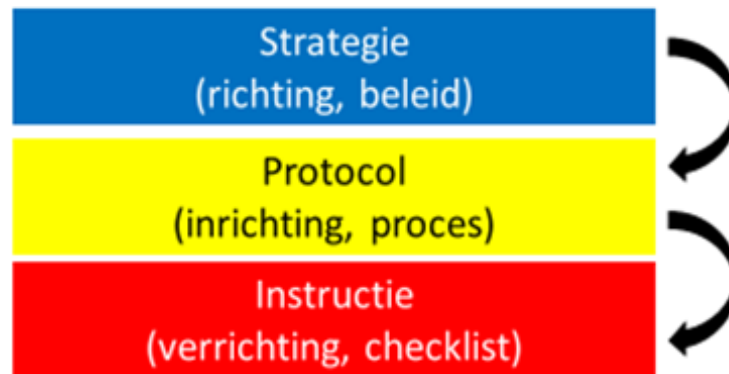 Strategie
(richting, beleid)
Protocol
(inrichting, proces)
Instructie
(verrichting, checklist)